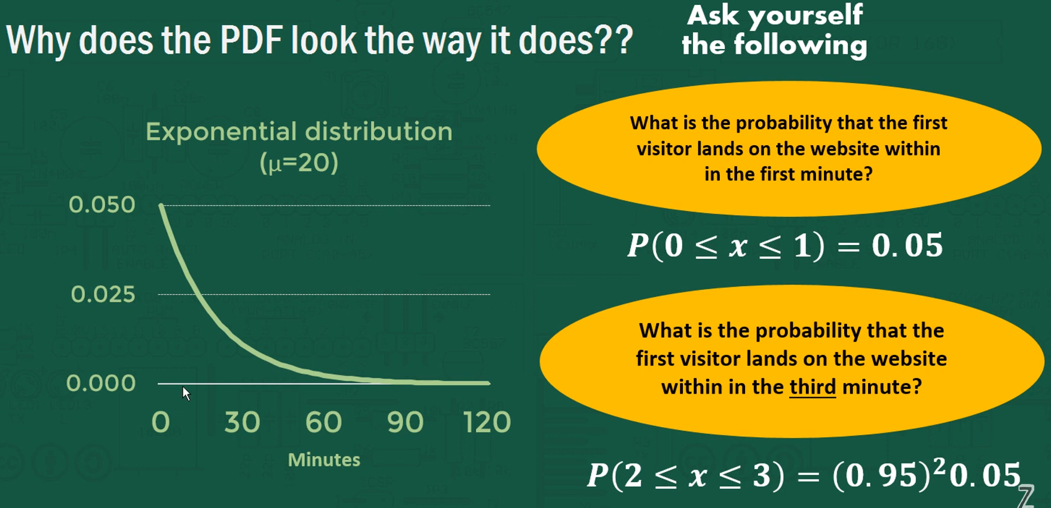 Why does the PDF look the way it does??
Ask yourself
the following
Exponential distribution
(μ=20)
0.050
0.025
0.000
0 30 60 90 120
Minutes
What is the probability that the first
visitor lands on the website within
in the first minute?
P(0 ≤ x ≤ 1) = 0.05
What is the probability that the
first visitor lands on the website
within in the third minute?
P(2 ≤ x ≤ 3) = (0.95)²0.05
Z